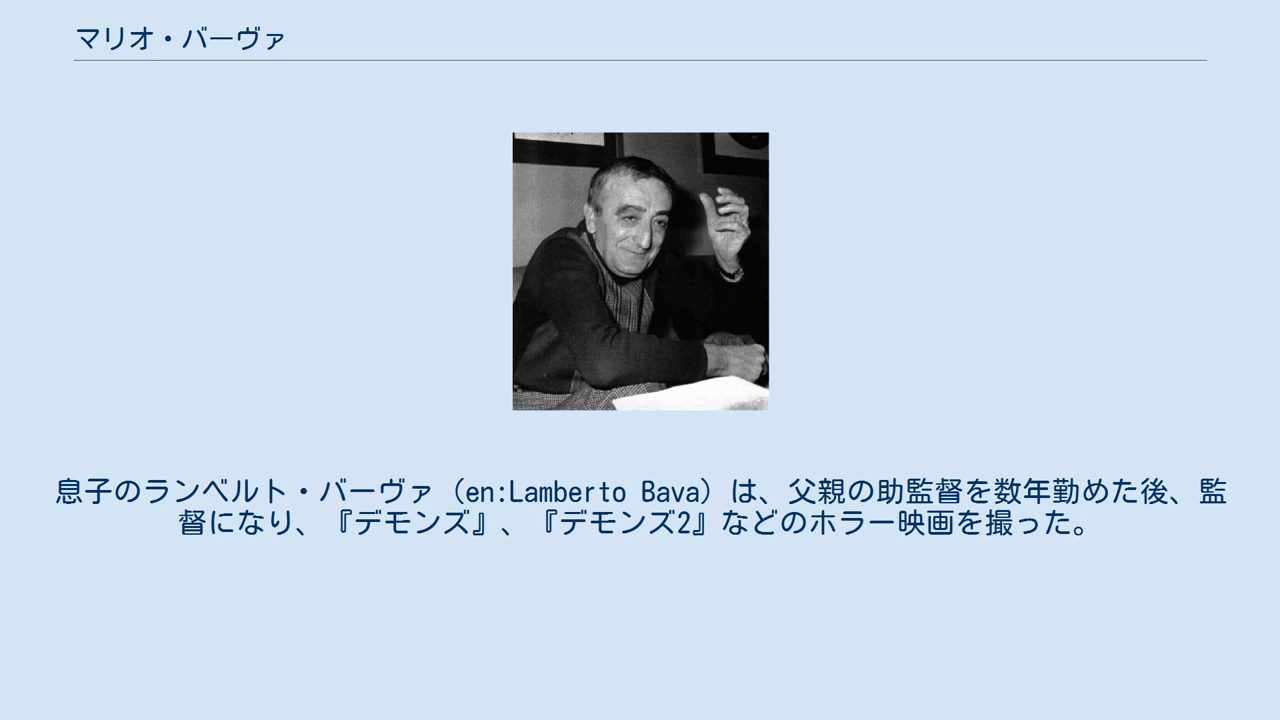 マリオ・バーヴァ
息子のランベルト・バーヴァ（en:Lamberto Bava）は、父親の助監督を数年勤めた後、監
督になり、『デモンズ』、『デモンズ2』などのホラー映画を撮った。